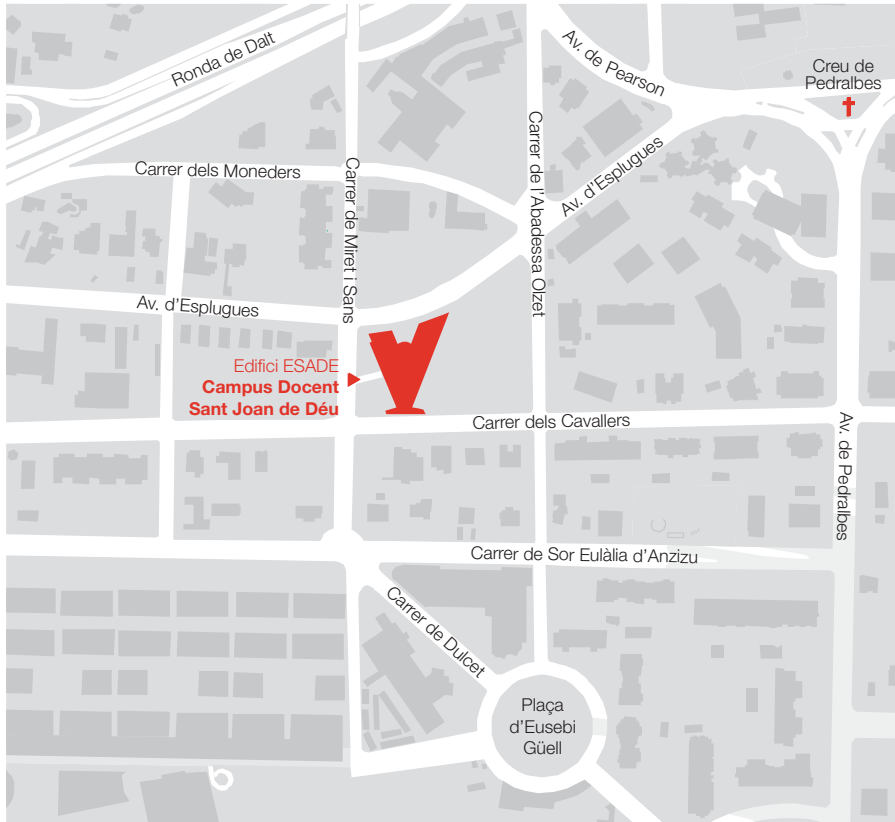 Ronda de Dalt
Av. de Pearson
Creu de
Pedralbes
Carrer dels Moneders
Carrer de Miret i Sans
Carrer de l'Abadessa Olzet
Av. d'Esplugues
Av. d'Esplugues
Edifici ESADE
Campus Docent
Sant Joan de Déu
Carrer dels Cavallers
Av. de Pedralbes
Carrer de Sor Eulàlia d'Anzizu
Carrer de Dulcet
Plaça
d'Eusebi
Güell